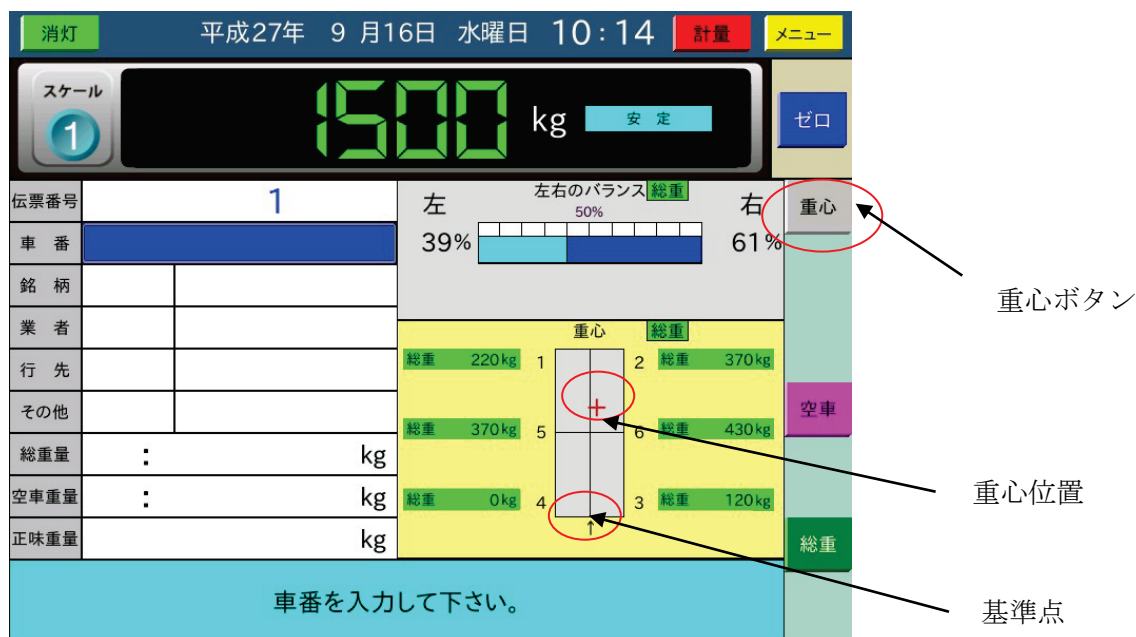 消灯 平成27年 9 月16日 水曜日 10:14 計量 メニュー
スケール
1 1500 kg 安 定 ゼロ
伝票番号 1
車 番
銘 柄
業 者
行 先
その他
総重量 : kg
空車重量 : kg
正味重量 kg
左右のバランス 総重
左 50% 右
39% 61%
重心 総重
総重 220kg 1 2 総重 370kg
総重 370kg 5 6 総重 430kg
総重 0kg 4 3 総重 120kg
↑
重心
空車
総重
車番を入力して下さい。
重心ボタン
重心位置
基準点